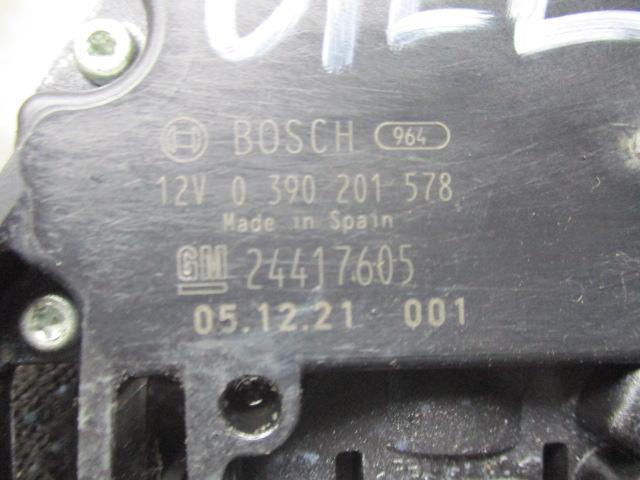 BOSCH 964
12V 0 390 201 578
Made in Spain
GM 24417605
05.12.21 001